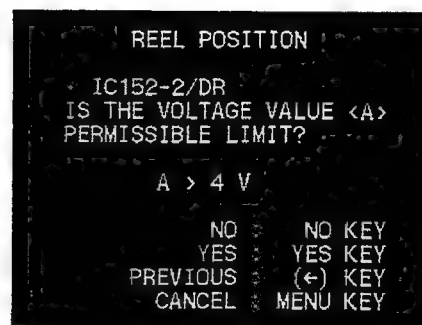 REEL POSITION
IC152-2/DR
IS THE VOLTAGE VALUE <A>
PERMISSIBLE LIMIT?
A > 4 V
NO : NO KEY
YES : YES KEY
PREVIOUS : (←) KEY
CANCEL : MENU KEY